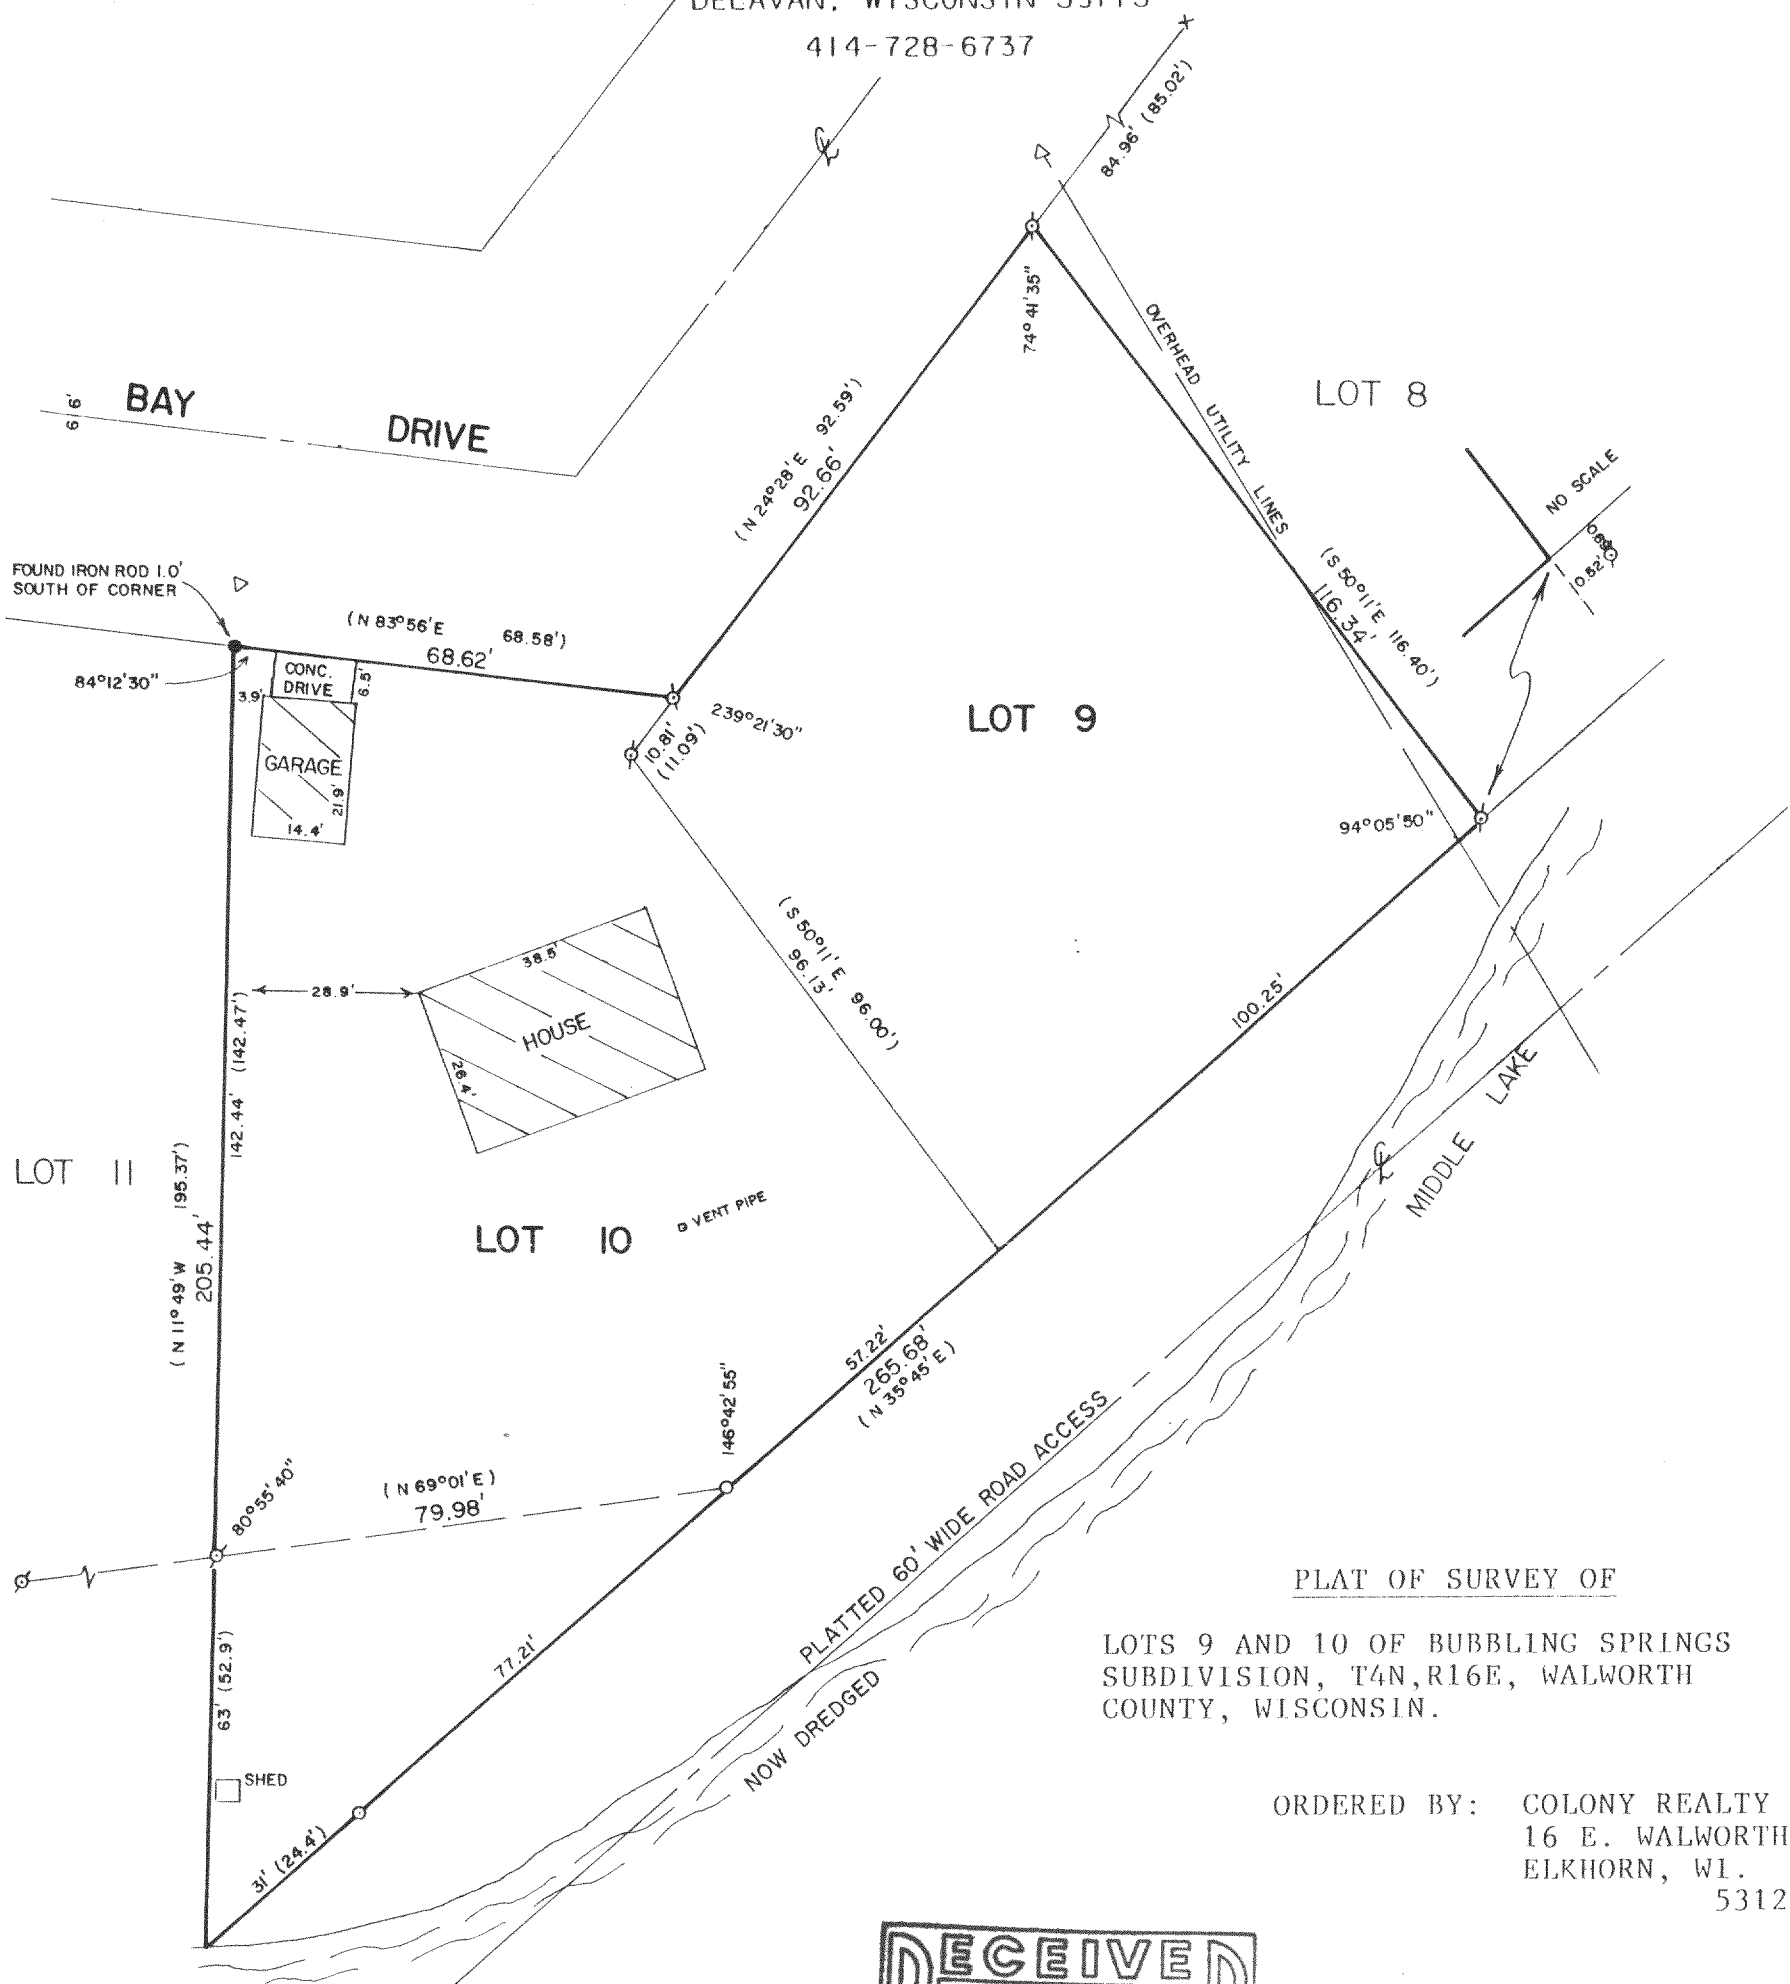 DELAVAN, WISCONSIN 53115
414-728-6737
84.96' (85.02')
74°41'35"
OVERHEAD UTILITY LINES
LOT 8
BAY DRIVE
66'
(N 24°28'E 92.59')
92.66'
NO SCALE
0.69'
10.52'
(S 50°11'E 116.40')
116.34'
FOUND IRON ROD 1.0'
SOUTH OF CORNER
(N 83°56'E 68.58')
68.62'
84°12'30"
CONC.
DRIVE
6.5'
3.9'
239°21'30"
10.81'
(11.09')
LOT 9
GARAGE
21.9'
14.4'
94°05'50"
(S 50°11'E 96.00')
96.13'
38.5'
28.9'
HOUSE
26.4'
100.25'
142.44' (142.47')
MIDDLE LAKE
LOT 11
(N 11°49'W 195.37')
205.44'
VENT PIPE
LOT 10
57.22'
265.68'
(N 35°45'E)
146°42'55"
80°55'40"
(N 69°01'E)
79.98'
PLATTED 60' WIDE ROAD ACCESS
NOW DREDGED
77.21'
63' (52.9')
SHED
31' (24.4')
PLAT OF SURVEY OF
LOTS 9 AND 10 OF BUBBLING SPRINGS
SUBDIVISION, T4N,R16E, WALWORTH
COUNTY, WISCONSIN.
ORDERED BY: COLONY REALTY
16 E. WALWORTH
ELKHORN, WI.
5312
RECEIVED